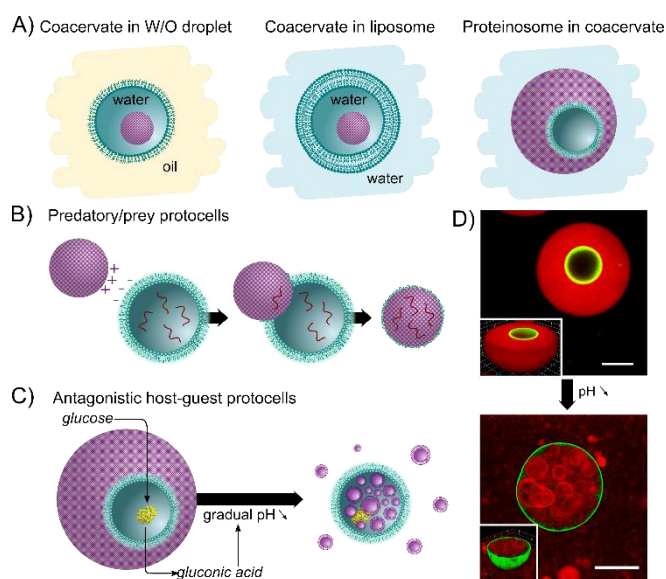 A) Coacervate in W/O droplet
Coacervate in liposome
Proteinosome in coacervate
water
oil
water
water
B) Predatory/prey protocells
+
+
+
+
-
-
-
D)
pH ↘
C) Antagonistic host-guest protocells
glucose
gradual pH ↘
gluconic acid